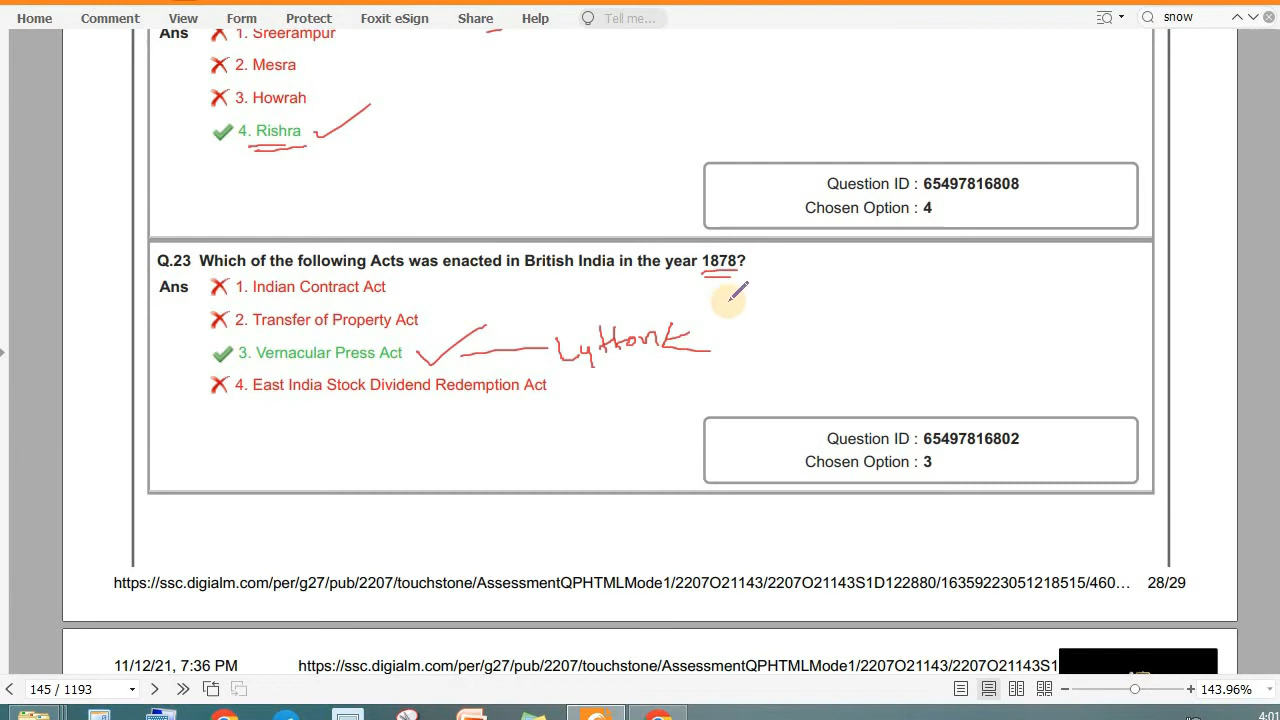 Home Comment View Form Protect Foxit eSign Share Help Tell me... snow
Ans 1. Sreerampur
2. Mesra
3. Howrah
4. Rishra
Question ID : 65497816808
Chosen Option : 4
Q.23 Which of the following Acts was enacted in British India in the year 1878?
Ans 1. Indian Contract Act
2. Transfer of Property Act
3. Vernacular Press Act
Lytton
4. East India Stock Dividend Redemption Act
Question ID : 65497816802
Chosen Option : 3
https://ssc.digialm.com/per/g27/pub/2207/touchstone/AssessmentQPHTMLMode1/2207O21143/2207O21143S1D122880/16359223051218515/460… 28/29
11/12/21, 7:36 PM https://ssc.digialm.com/per/g27/pub/2207/touchstone/AssessmentQPHTMLMode1/2207O21143/2207O21143S1
145 / 1193 143.96%
4:01